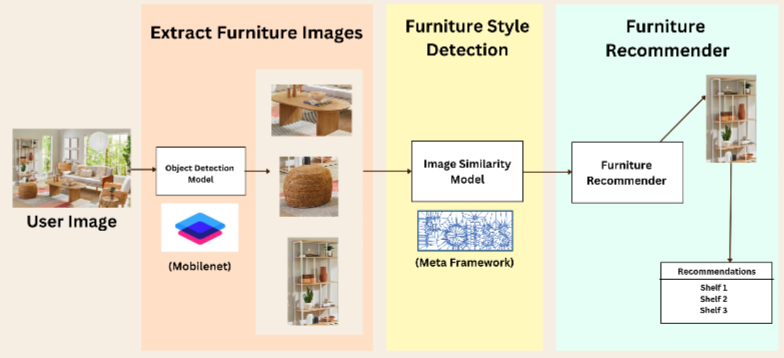 Extract Furniture Images
Furniture Style
Detection
Furniture
Recommender
Object Detection
Model
Image Similarity
Model
Furniture
Recommender
User Image
(Mobilenet)
(Meta Framework)
Recommendations
Shelf 1
Shelf 2
Shelf 3